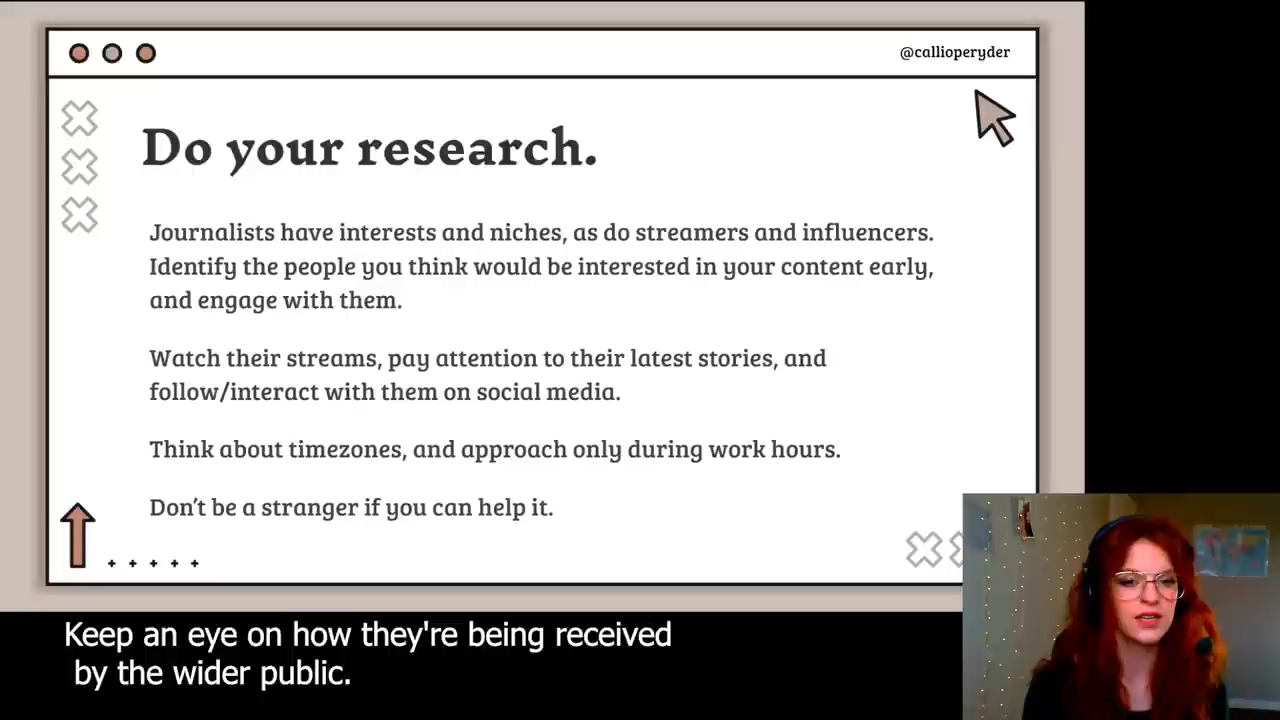 @callioperyder
Do your research.
Journalists have interests and niches, as do streamers and influencers.
Identify the people you think would be interested in your content early,
and engage with them.
Watch their streams, pay attention to their latest stories, and
follow/interact with them on social media.
Think about timezones, and approach only during work hours.
Don't be a stranger if you can help it.
Keep an eye on how they're being received
by the wider public.